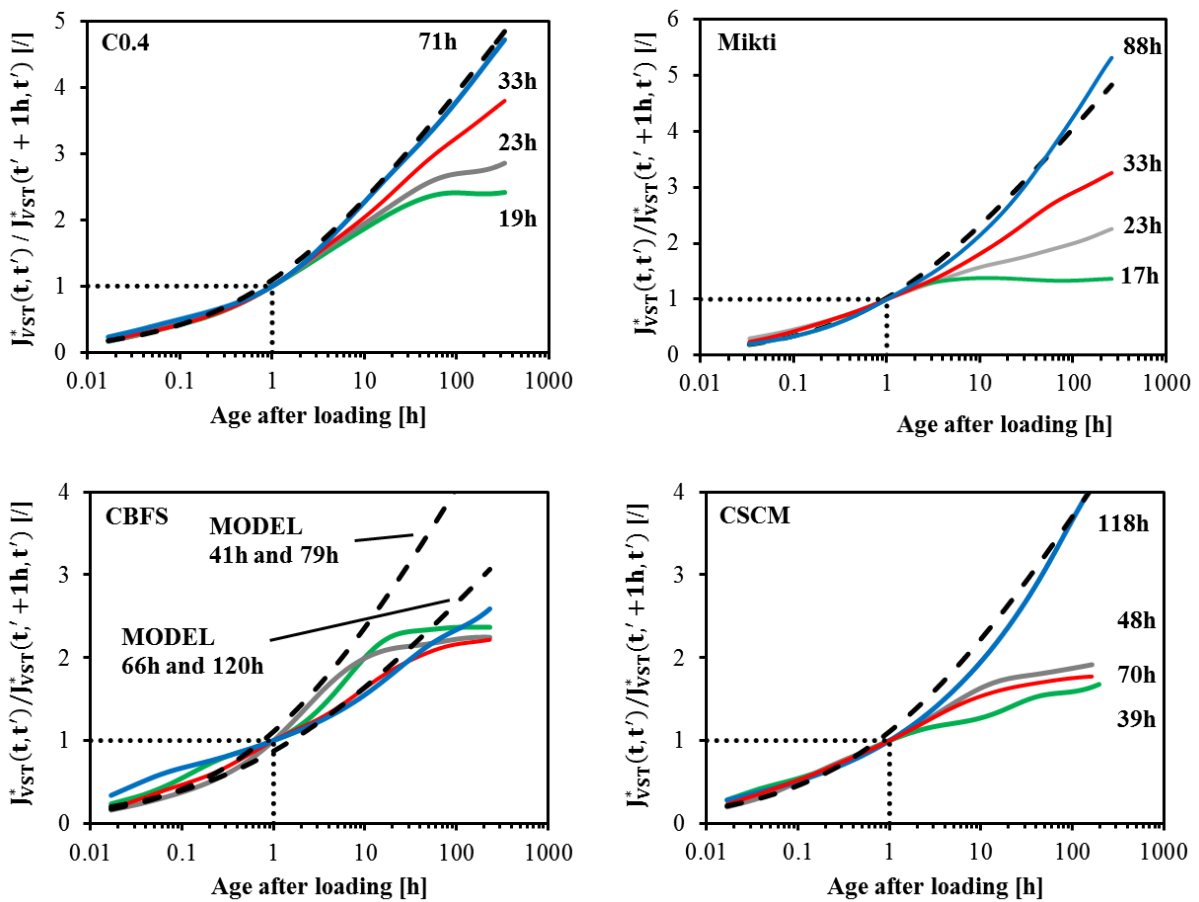 C0.4
J*VST(t,t′) / J*VST(t′ + 1h, t′) [/]
5
4
3
2
1
0
71h
33h
23h
19h
0.01 0.1 1 10 100 1000
Age after loading [h]
Mikti
J*VST(t,t′)/J*VST(t,′ + 1h, t′) [/]
6
5
4
3
2
1
0
88h
33h
23h
17h
0.01 0.1 1 10 100 1000
Age after loading [h]
CBFS
J*VST(t,t′)/J*VST(t,′ + 1h, t′) [/]
4
3
2
1
0
MODEL
41h and 79h
MODEL
66h and 120h
0.01 0.1 1 10 100 1000
Age after loading [h]
CSCM
J*VST(t,t′)/J*VST(t,′ + 1h, t′) [/]
4
3
2
1
0
118h
48h
70h
39h
0.01 0.1 1 10 100 1000
Age after loading [h]